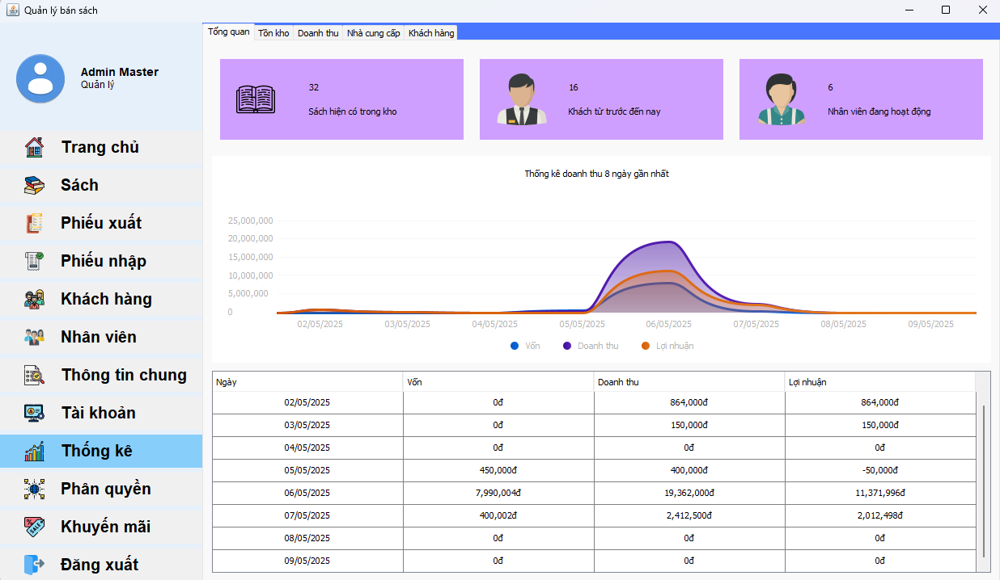 Quản lý bán sách
Admin Master
Quản lý
Trang chủ
Sách
Phiếu xuất
Phiếu nhập
Khách hàng
Nhân viên
Thông tin chung
Tài khoản
Thống kê
Phân quyền
Khuyến mãi
Đăng xuất
Tổng quan Tồn kho Doanh thu Nhà cung cấp Khách hàng
32
Sách hiện có trong kho
16
Khách từ trước đến nay
6
Nhân viên đang hoạt động
Thống kê doanh thu 8 ngày gần nhất
25,000,000
20,000,000
15,000,000
10,000,000
5,000,000
0
02/05/2025 03/05/2025 04/05/2025 05/05/2025 06/05/2025 07/05/2025 08/05/2025 09/05/2025
Vốn Doanh thu Lợi nhuận
Ngày Vốn Doanh thu Lợi nhuận
02/05/2025 0đ 864,000đ 864,000đ
03/05/2025 0đ 150,000đ 150,000đ
04/05/2025 0đ 0đ 0đ
05/05/2025 450,000đ 400,000đ -50,000đ
06/05/2025 7,990,004đ 19,362,000đ 11,371,996đ
07/05/2025 400,002đ 2,412,500đ 2,012,498đ
08/05/2025 0đ 0đ 0đ
09/05/2025 0đ 0đ 0đ